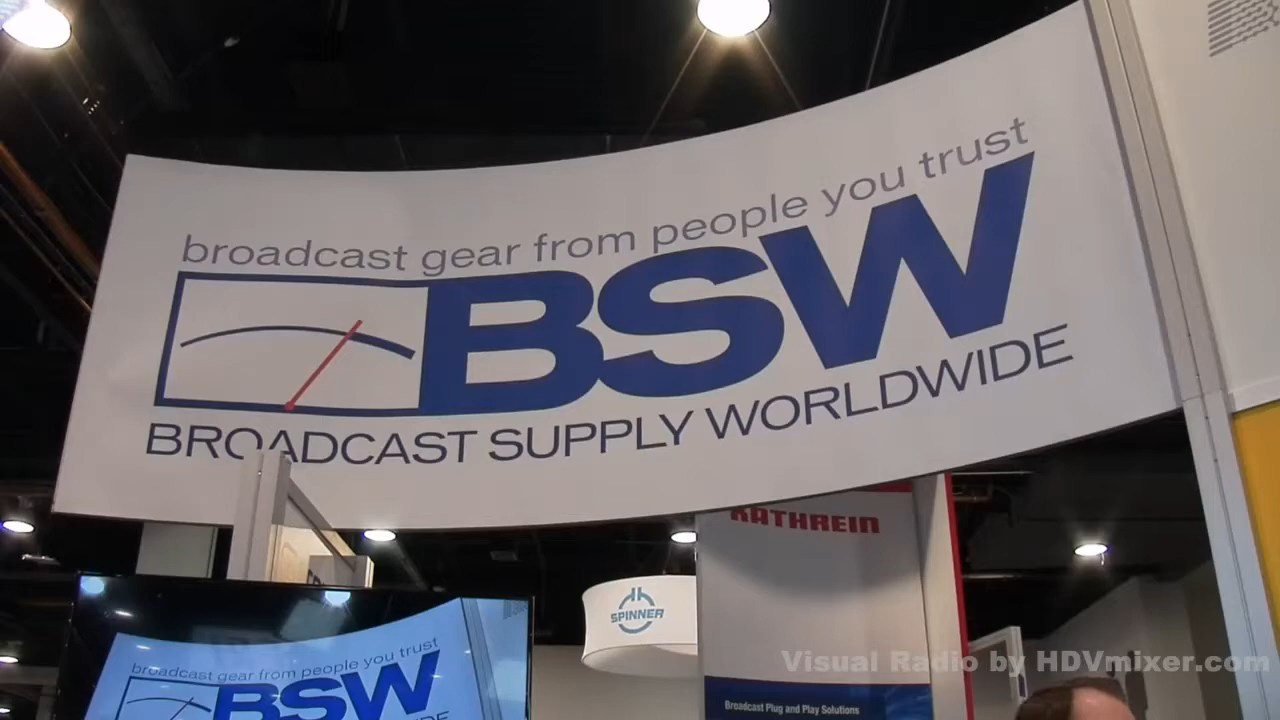 broadcast gear from people you trust
BSW
BROADCAST SUPPLY WORLDWIDE
KATHREIN
SPINNER
broadcast gear from people you trust
BSW
Visual Radio by HDVmixer.com
Broadcast Plug and Play Solutions